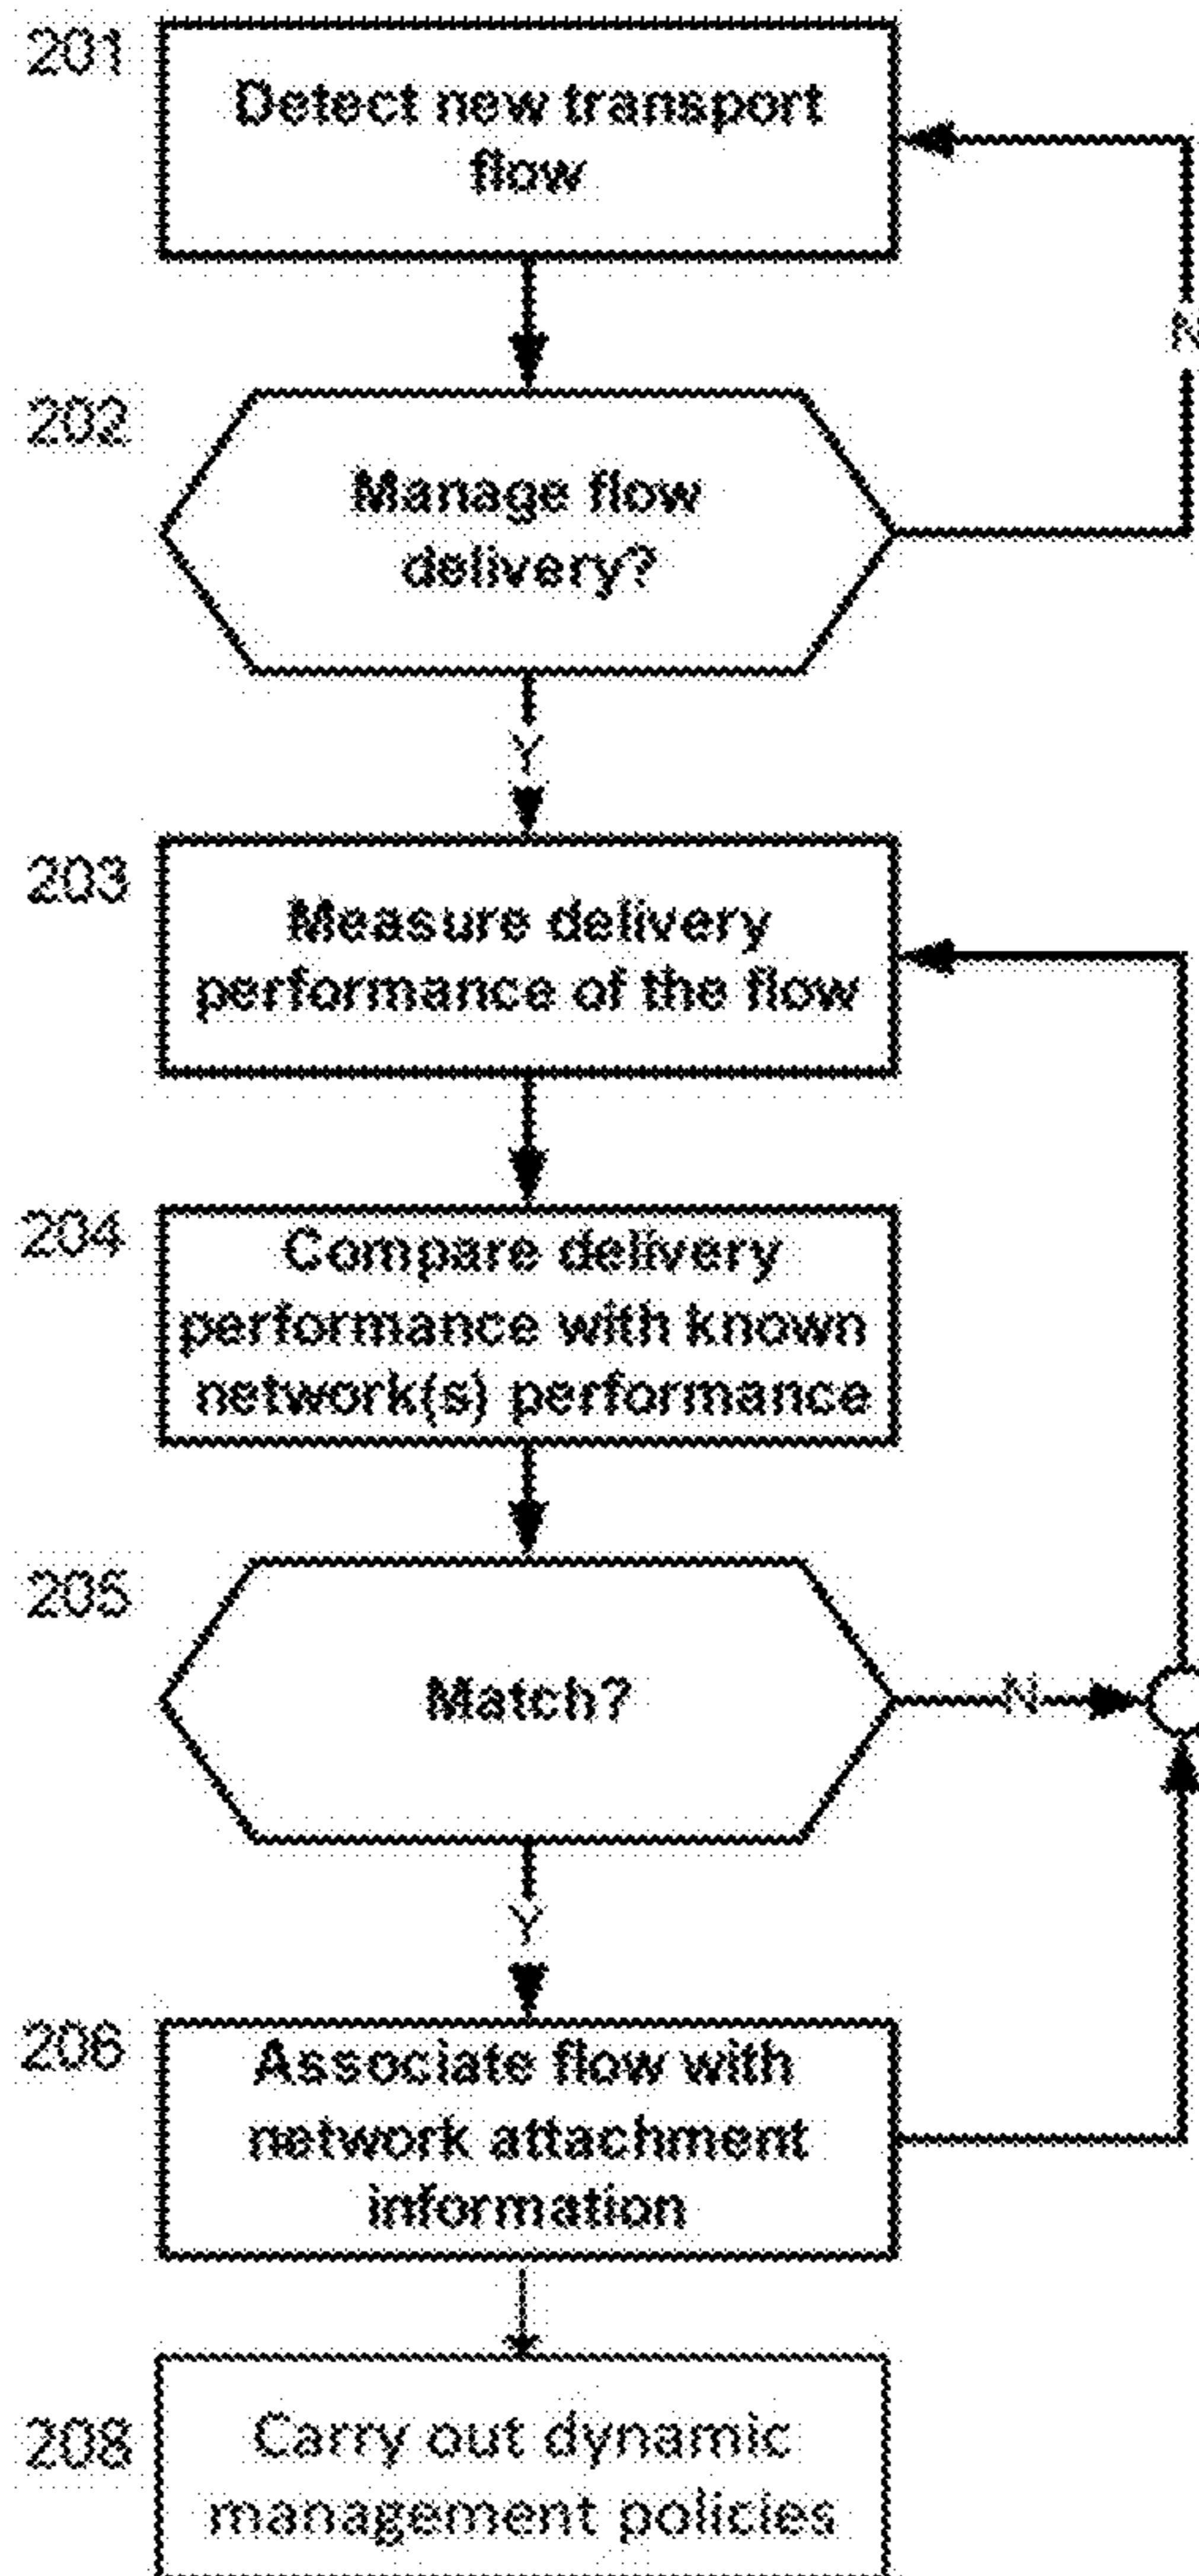 201
Detect new transport
flow
N
202
Manage flow
delivery?
Y
203
Measure delivery
performance of the flow
204
Compare delivery
performance with known
network(s) performance
205
Match?
N
Y
206
Associate flow with
network attachment
information
208
Carry out dynamic
management policies